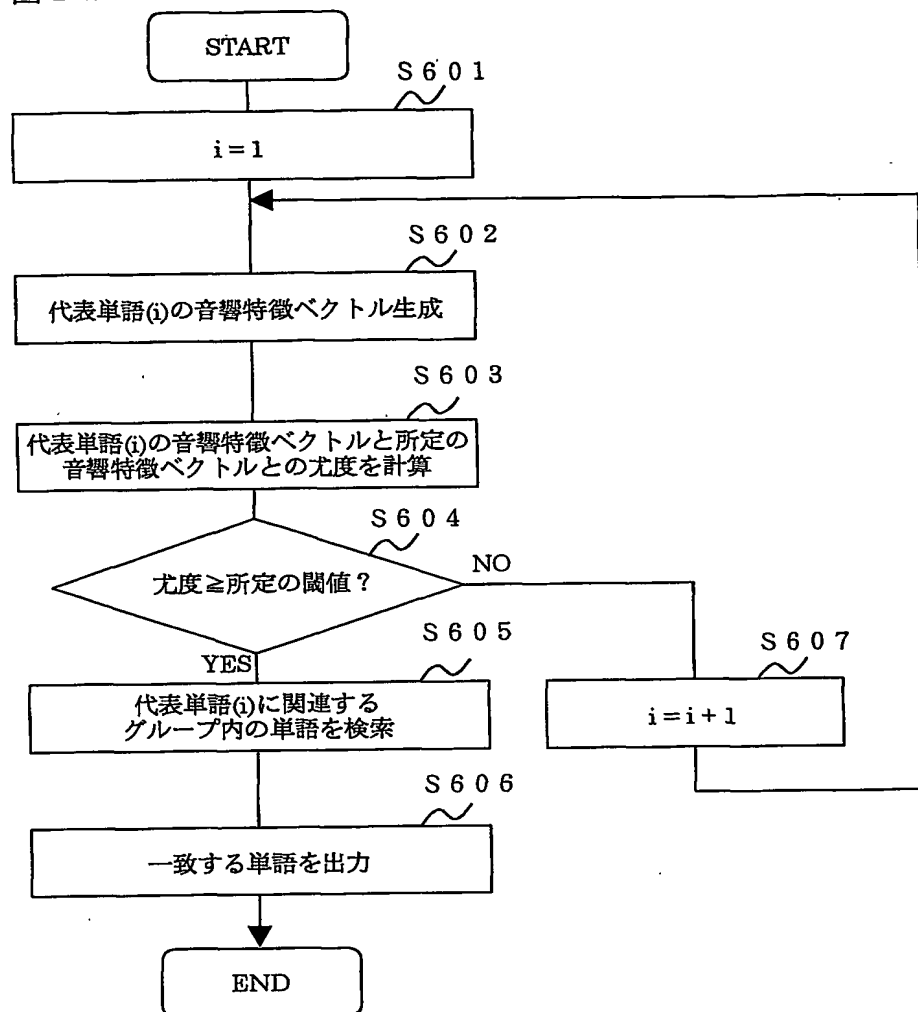 START
S601
i=1
S602
代表単語(i)の音響特徴ベクトル生成
S603
代表単語(i)の音響特徴ベクトルと所定の
音響特徴ベクトルとの尤度を計算
S604
尤度≧所定の閾値？
NO
YES
S605
代表単語(i)に関連する
グループ内の単語を検索
S607
i=i+1
S606
一致する単語を出力
END